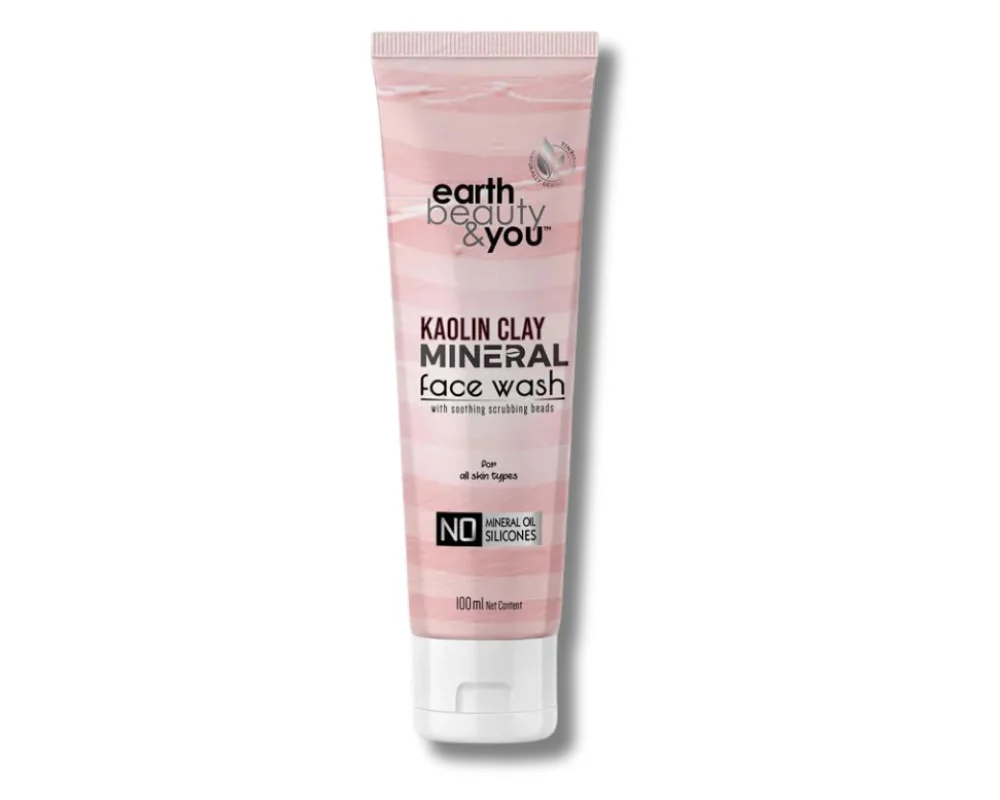 earth
beauty
&you™
KAOLIN CLAY
MINERAL
face wash
with soothing scrubbing beads
for
all skin types
NO MINERAL OIL
SILICONES
100ml Net Content